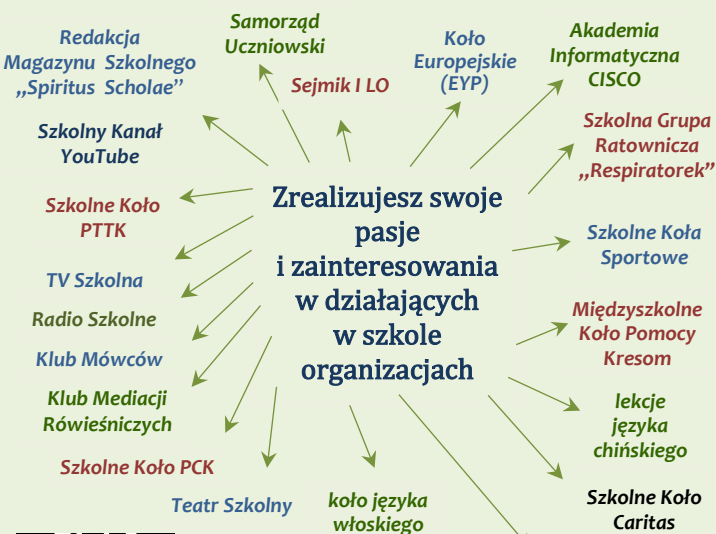 Redakcja
Magazynu Szkolnego
„Spiritus Scholae”
Samorząd
Uczniowski
Sejmik I LO
Koło
Europejskie
(EYP)
Akademia
Informatyczna
CISCO
Szkolny Kanał
YouTube
Szkolna Grupa
Ratownicza
„Respiratorek”
Szkolne Koło
PTTK
Zrealizujesz swoje
pasje
i zainteresowania
w działających
w szkole
organizacjach
Szkolne Koła
Sportowe
TV Szkolna
Radio Szkolne
Klub Mówców
Międzyszkolne
Koło Pomocy
Kresom
Klub Mediacji
Rówieśniczych
lekcje
języka
chińskiego
Szkolne Koło PCK
Teatr Szkolny
koło języka
włoskiego
Szkolne Koło
Caritas